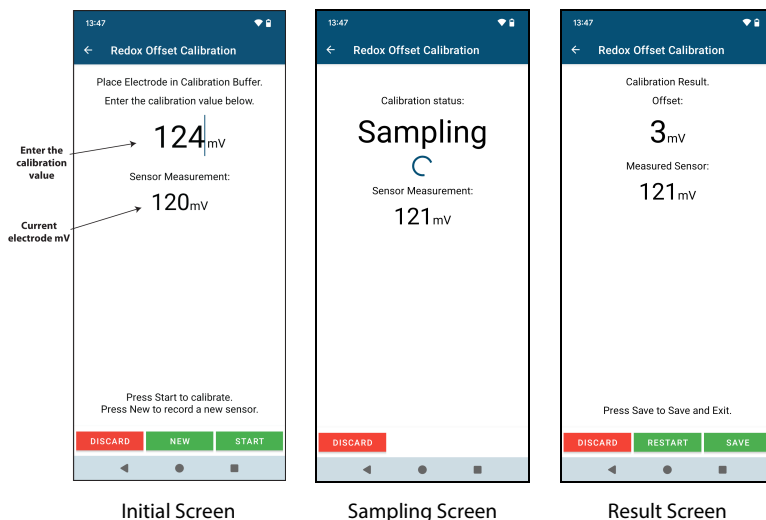 13:47
Redox Offset Calibration
Place Electrode in Calibration Buffer.
Enter the calibration value below.
124 mV
Sensor Measurement:
120mV
Press Start to calibrate.
Press New to record a new sensor.
DISCARD NEW START
Enter the
calibration
value
Current
electrode mV
Initial Screen
13:47
Redox Offset Calibration
Calibration status:
Sampling
Sensor Measurement:
121mV
DISCARD
Sampling Screen
13:47
Redox Offset Calibration
Calibration Result.
Offset:
3mV
Measured Sensor:
121mV
Press Save to Save and Exit.
DISCARD RESTART SAVE
Result Screen